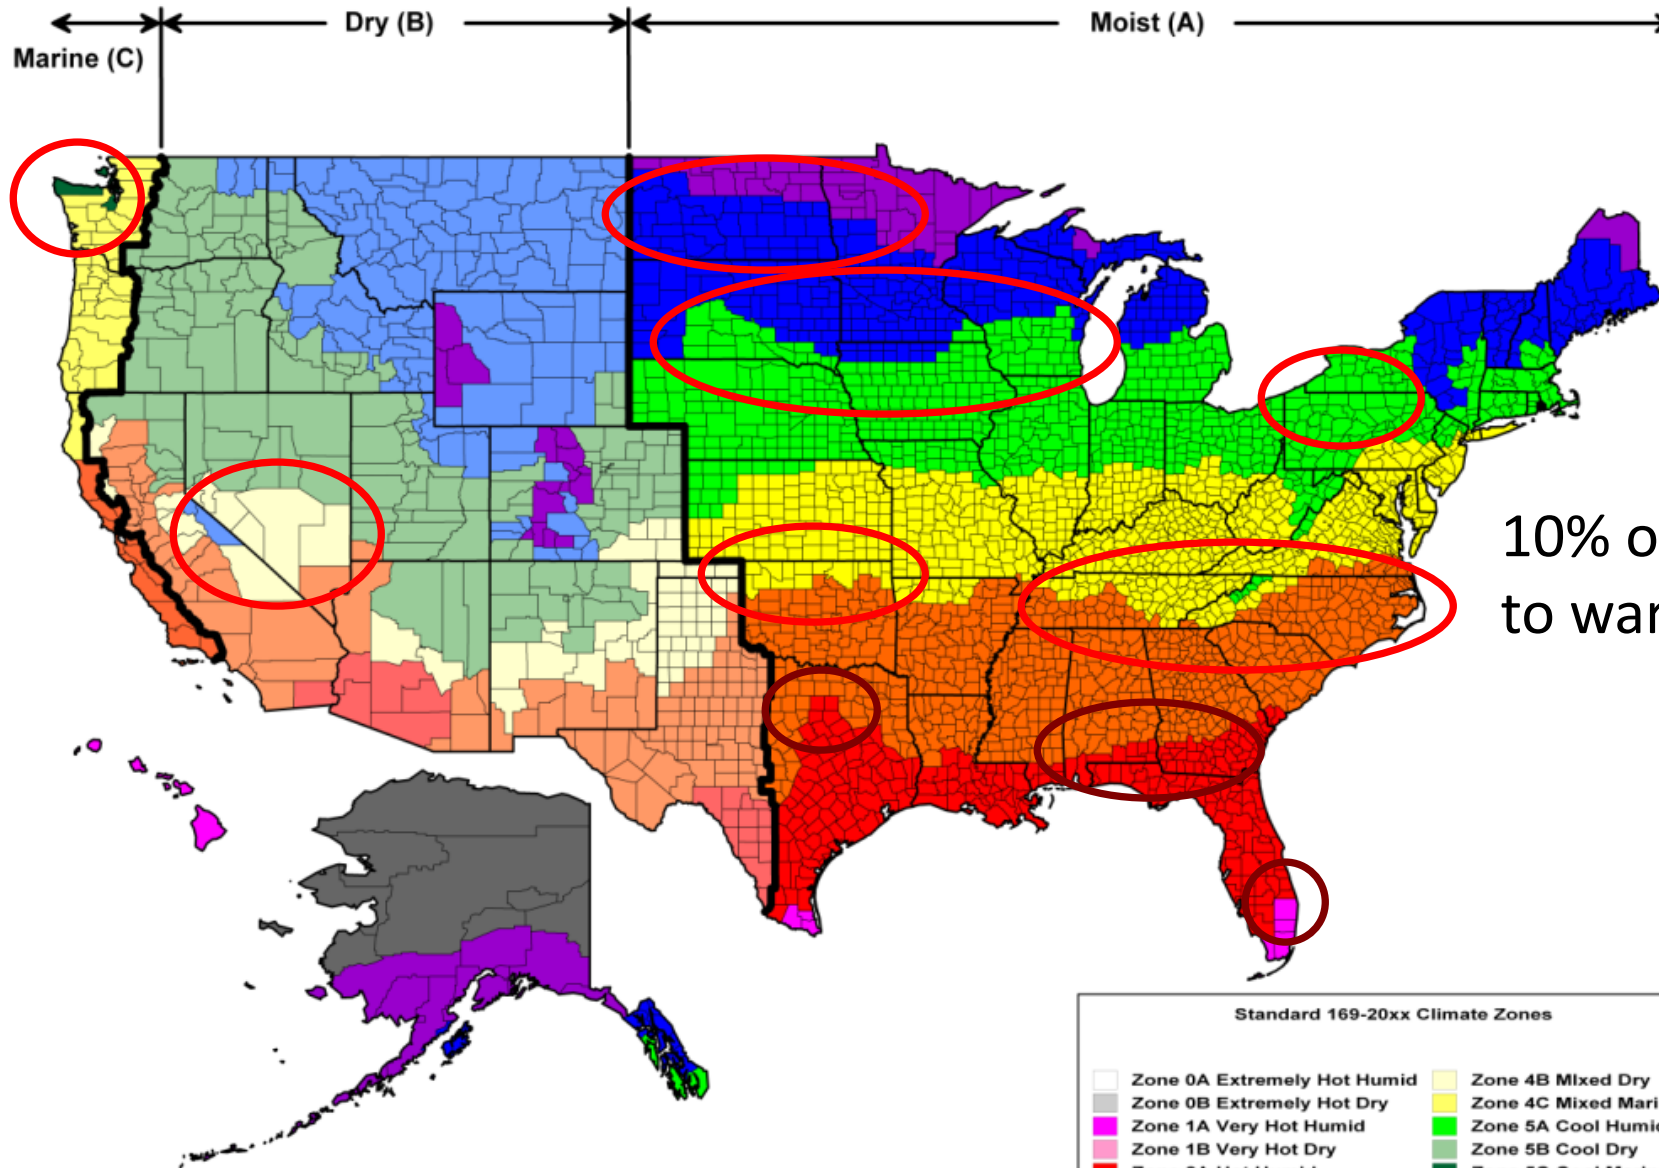 Dry (B)
Moist (A)
Marine (C)
10% o
to war
Standard 169-20xx Climate Zones
Zone 0A Extremely Hot Humid
Zone 4B MIxed Dry
Zone 0B Extremely Hot Dry
Zone 4C Mixed Mari
Zone 1A Very Hot Humid
Zone 5A Cool Humid
Zone 1B Very Hot Dry
Zone 5B Cool Dry